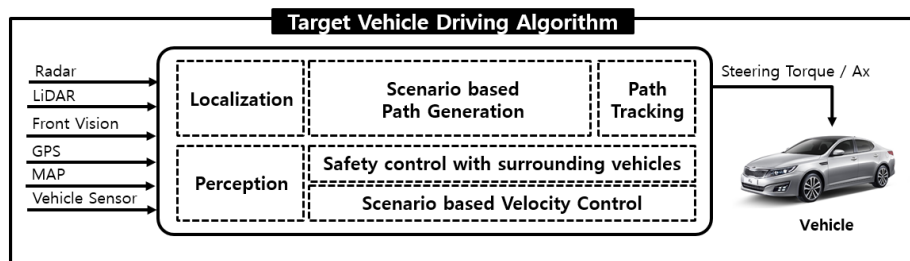 Target Vehicle Driving Algorithm
Radar
LiDAR
Front Vision
GPS
MAP
Vehicle Sensor
Localization
Scenario based
Path Generation
Path
Tracking
Perception
Safety control with surrounding vehicles
Scenario based Velocity Control
Steering Torque / Ax
Vehicle